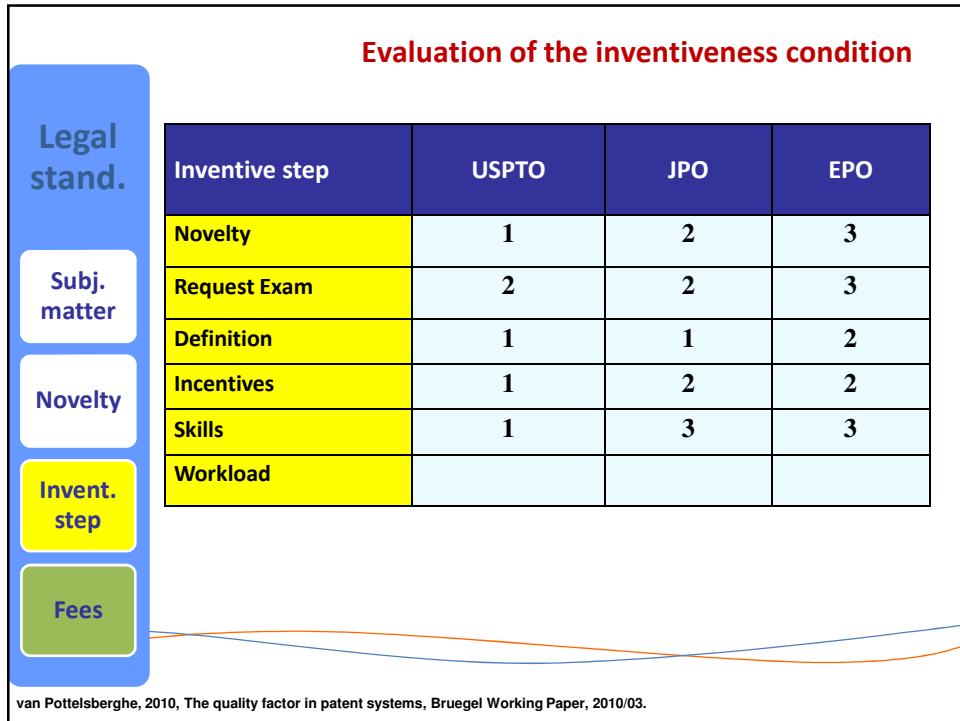 Evaluation of the inventiveness condition
Legal
stand.
Subj.
matter
Novelty
Invent.
step
Fees
Inventive step USPTO JPO EPO
Novelty 1 2 3
Request Exam 2 2 3
Definition 1 1 2
Incentives 1 2 2
Skills 1 3 3
Workload
van Pottelsberghe, 2010, The quality factor in patent systems, Bruegel Working Paper, 2010/03.